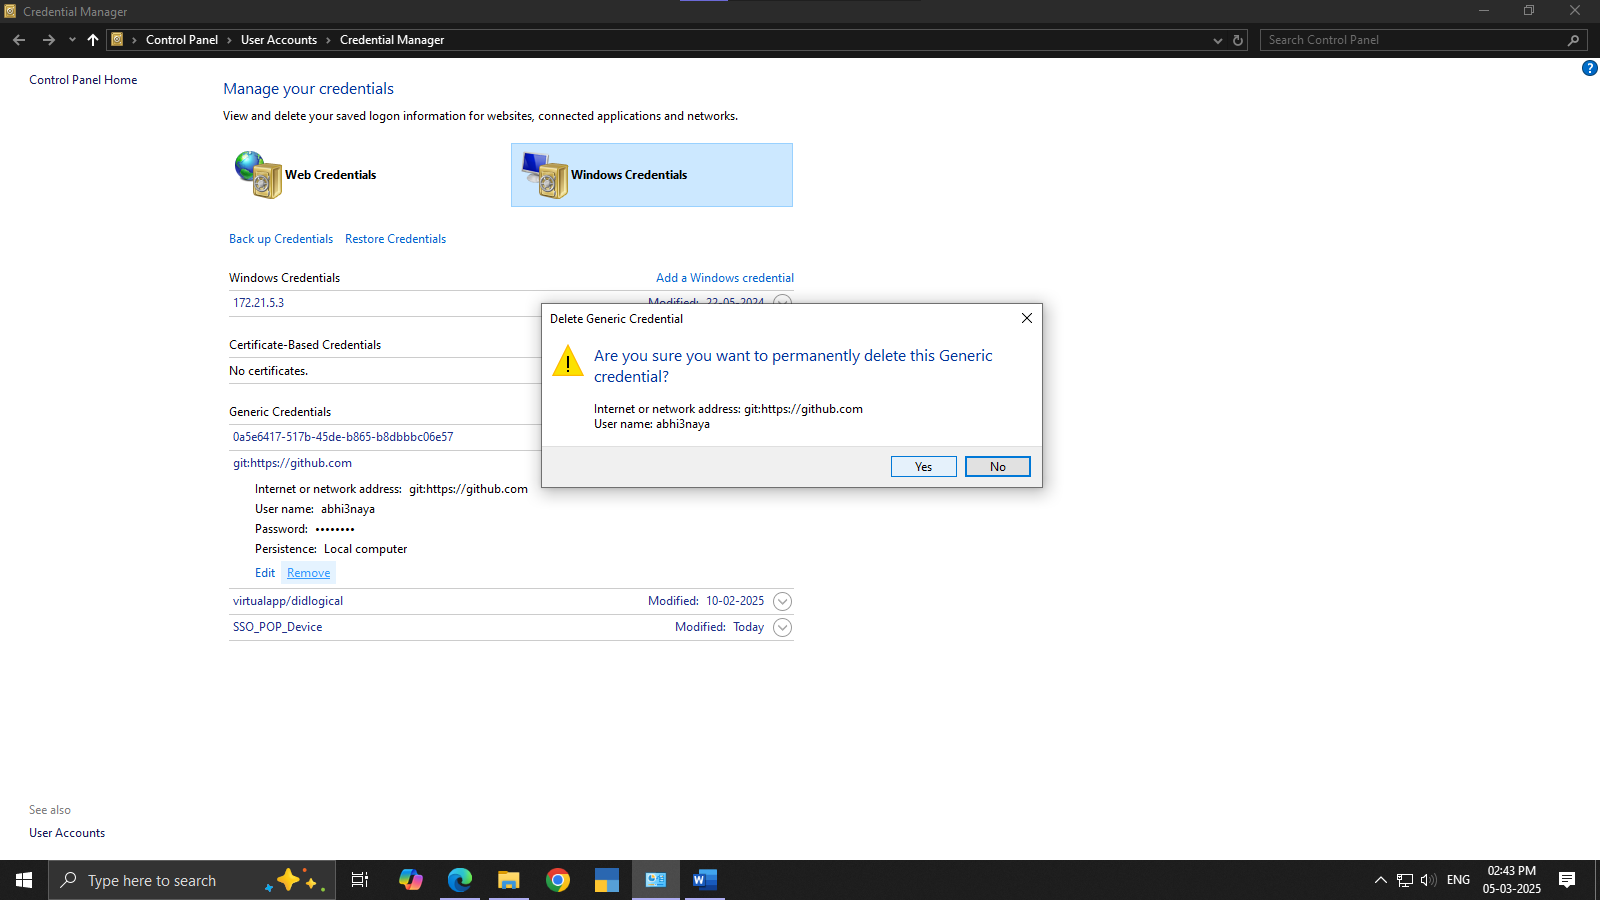 Credential Manager
Control Panel > User Accounts > Credential Manager
Search Control Panel
Control Panel Home
Manage your credentials
View and delete your saved logon information for websites, connected applications and networks.
Web Credentials
Windows Credentials
Back up Credentials Restore Credentials
Windows Credentials Add a Windows credential
172.21.5.3 Modified: 22-05-2024
Certificate-Based Credentials
No certificates.
Generic Credentials
0a5e6417-517b-45de-b865-b8dbbbc06e57
git:https://github.com
Internet or network address: git:https://github.com
User name: abhi3naya
Password: ••••••••
Persistence: Local computer
Edit Remove
virtualapp/didlogical Modified: 10-02-2025
SSO_POP_Device Modified: Today
Delete Generic Credential
Are you sure you want to permanently delete this Generic
credential?
Internet or network address: git:https://github.com
User name: abhi3naya
Yes No
See also
User Accounts
Type here to search
ENG
02:43 PM
05-03-2025